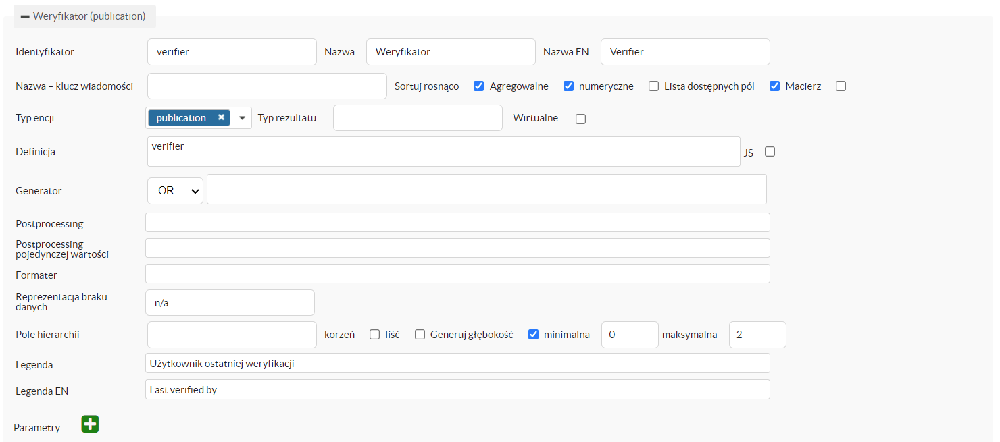 Weryfikator (publication)
Identyfikator verifier Nazwa Weryfikator Nazwa EN Verifier
Nazwa – klucz wiadomości Sortuj rosnąco Agregowalne numeryczne Lista dostępnych pól Macierz
Typ encji publication Typ rezultatu: Wirtualne
Definicja verifier JS
Generator OR
Postprocessing
Postprocessing
pojedynczej wartości
Formater
Reprezentacja braku
danych n/a
Pole hierarchii korzeń liść Generuj głębokość minimalna 0 maksymalna 2
Legenda Użytkownik ostatniej weryfikacji
Legenda EN Last verified by
Parametry